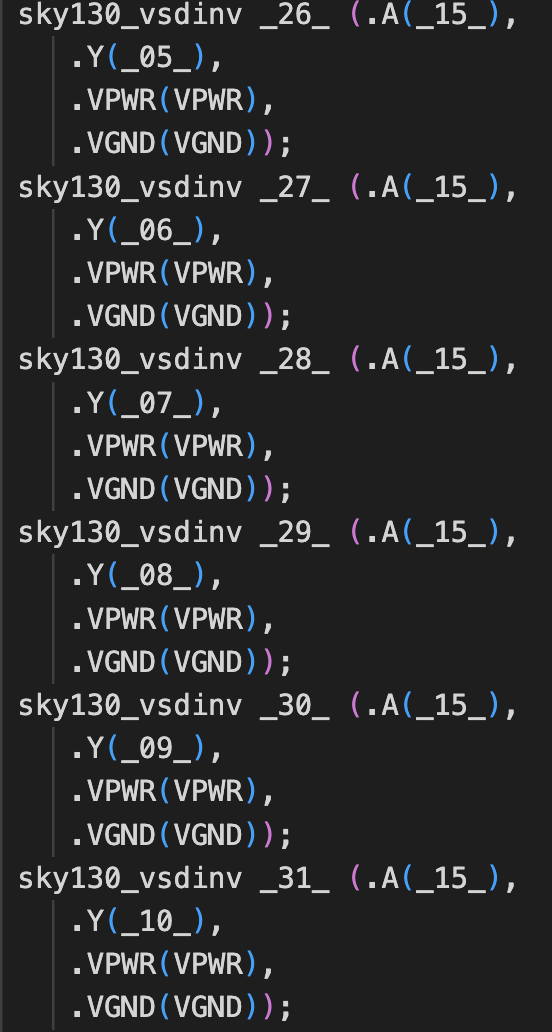 sky130_vsdinv _26_ (.A(_15_),
.Y(_05_),
.VPWR(VPWR),
.VGND(VGND));
sky130_vsdinv _27_ (.A(_15_),
.Y(_06_),
.VPWR(VPWR),
.VGND(VGND));
sky130_vsdinv _28_ (.A(_15_),
.Y(_07_),
.VPWR(VPWR),
.VGND(VGND));
sky130_vsdinv _29_ (.A(_15_),
.Y(_08_),
.VPWR(VPWR),
.VGND(VGND));
sky130_vsdinv _30_ (.A(_15_),
.Y(_09_),
.VPWR(VPWR),
.VGND(VGND));
sky130_vsdinv _31_ (.A(_15_),
.Y(_10_),
.VPWR(VPWR),
.VGND(VGND));